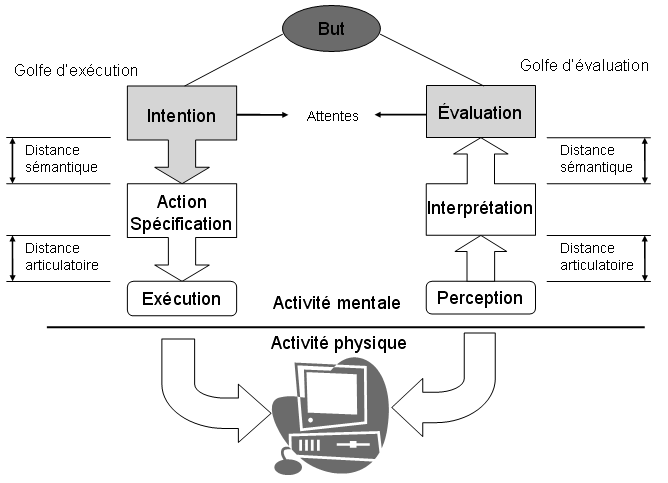 But
Golfe d'exécution
Golfe d'évaluation
Intention
Attentes
Évaluation
Distance
sémantique
Distance
sémantique
Action
Spécification
Interprétation
Distance
articulatoire
Distance
articulatoire
Exécution
Activité mentale
Perception
Activité physique